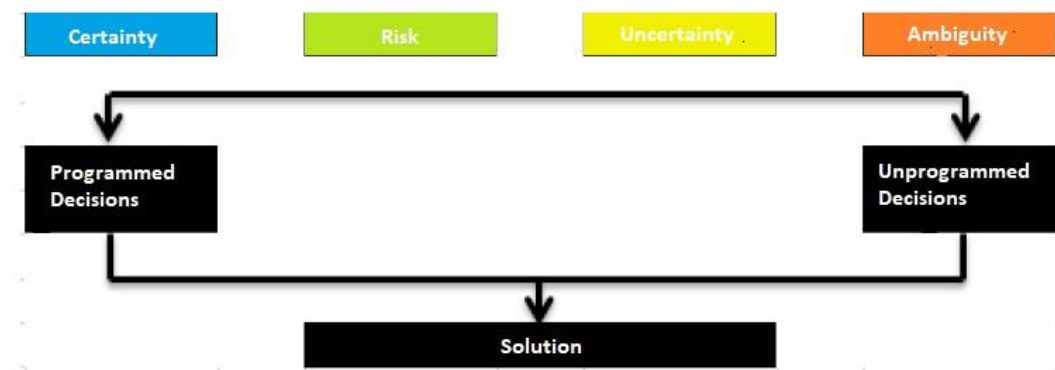 Certainty
Risk
Uncertainty
Ambiguity
Programmed
Decisions
Unprogrammed
Decisions
Solution